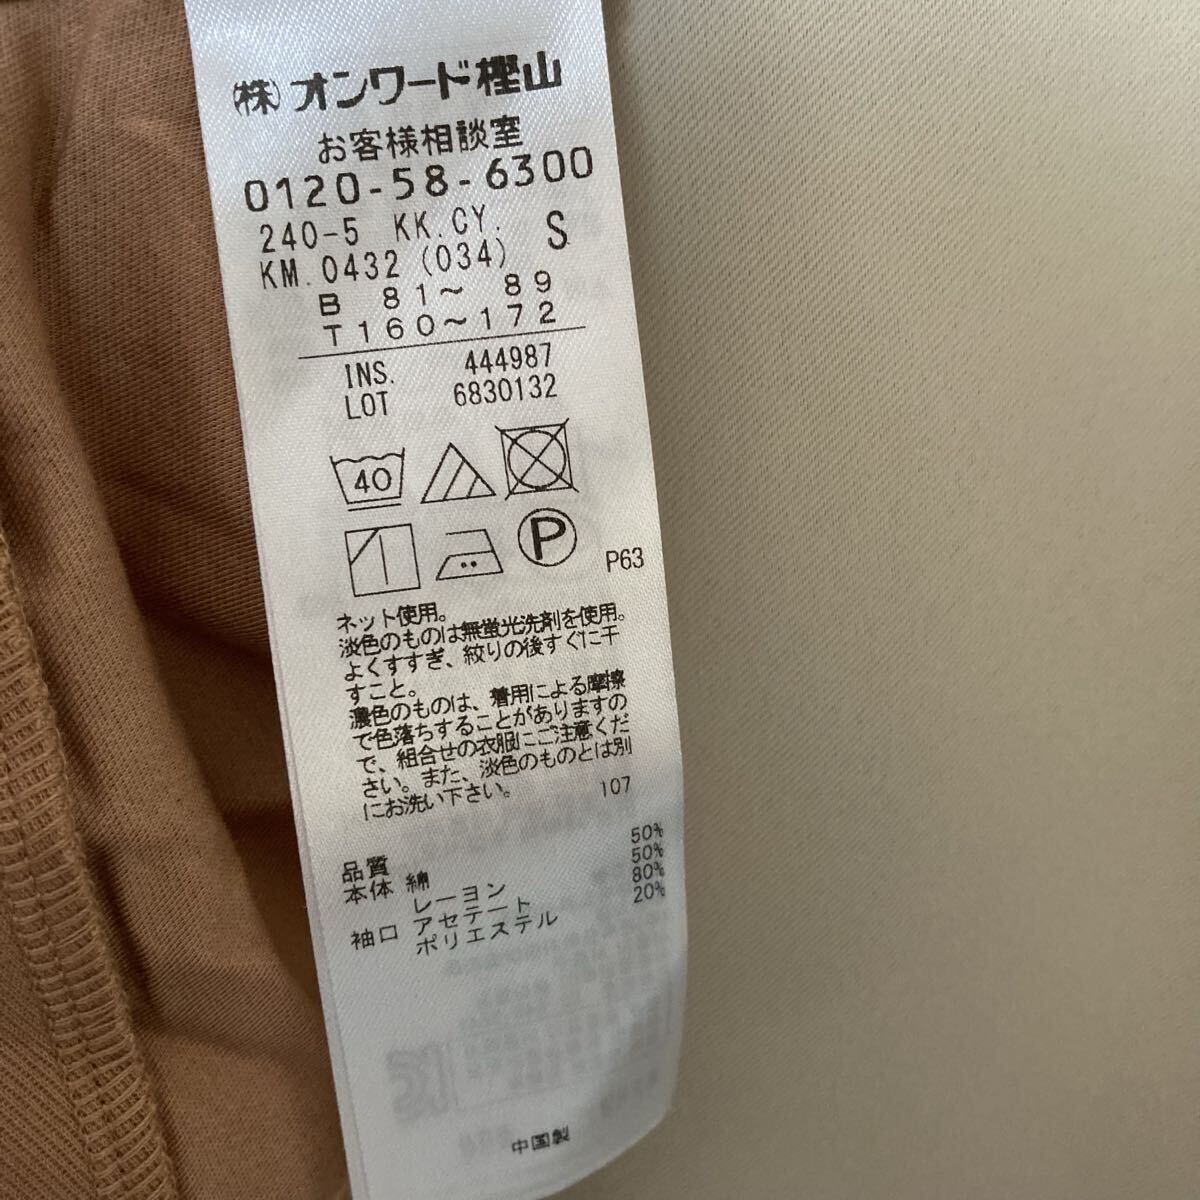 (株)オンワード樫山
お客様相談室
0120-58-6300
240-5 KK.CY. S
KM.0432 (034)
B 81～ 89
T160～172
INS. 444987
LOT 6830132
40
P
P63
ネット使用。
淡色のものは無蛍光洗剤を使用。
よくすすぎ、絞りの後すぐに干
すこと。
濃色のものは、着用による摩擦
で色落ちすることがありますの
で、組合せの衣服にご注意くだ
さい。また、淡色のものとは別
にお洗い下さい。 107
品質
本体 綿 50%
レーヨン 50%
袖口 アセテート 80%
ポリエステル 20%
中国製